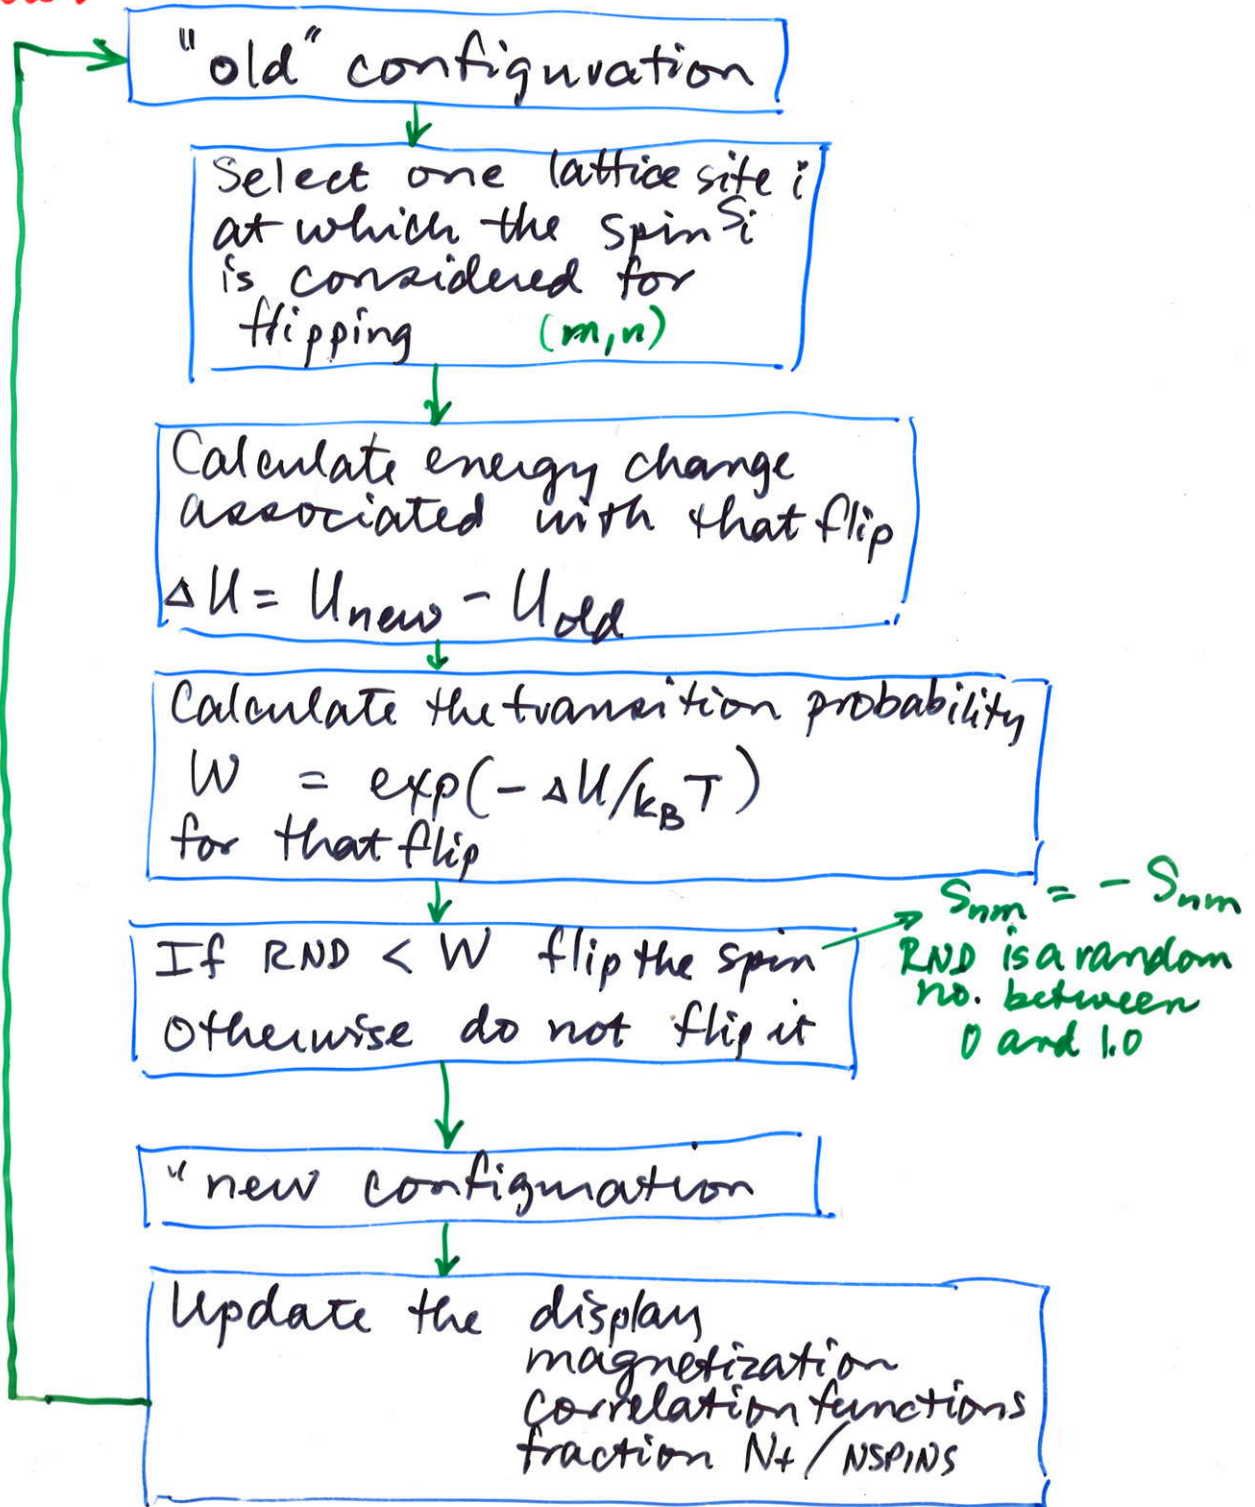 "old" configuration
Select one lattice site i
at which the spin Si
is considered for
flipping (m,n)
Calculate energy change
associated with that flip
ΔU = Unew - Uold
Calculate the transition probability
W = exp(-ΔU/kBT)
for that flip
If RND < W flip the spin
otherwise do not flip it
Snm = - Snm
RND is a random
no. between
0 and 1.0
"new configuration
Update the display
magnetization
correlation functions
fraction N+/NSPINS